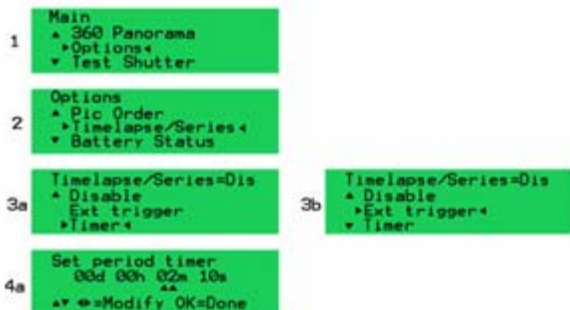 1
Main
▲ 360 Panorama
▶Options◀
▼ Test Shutter
2
Options
▲ Pic Order
▶Timelapse/Series◀
▼ Battery Status
3a
Timelapse/Series=Dis
▲ Disable
Ext trigger
▶Timer◀
3b
Timelapse/Series=Dis
▲ Disable
▶Ext trigger◀
▼ Timer
4a
Set period timer
00d 00h 02m 10s
▲▲
▲▼ ◀▶=Modify OK=Done